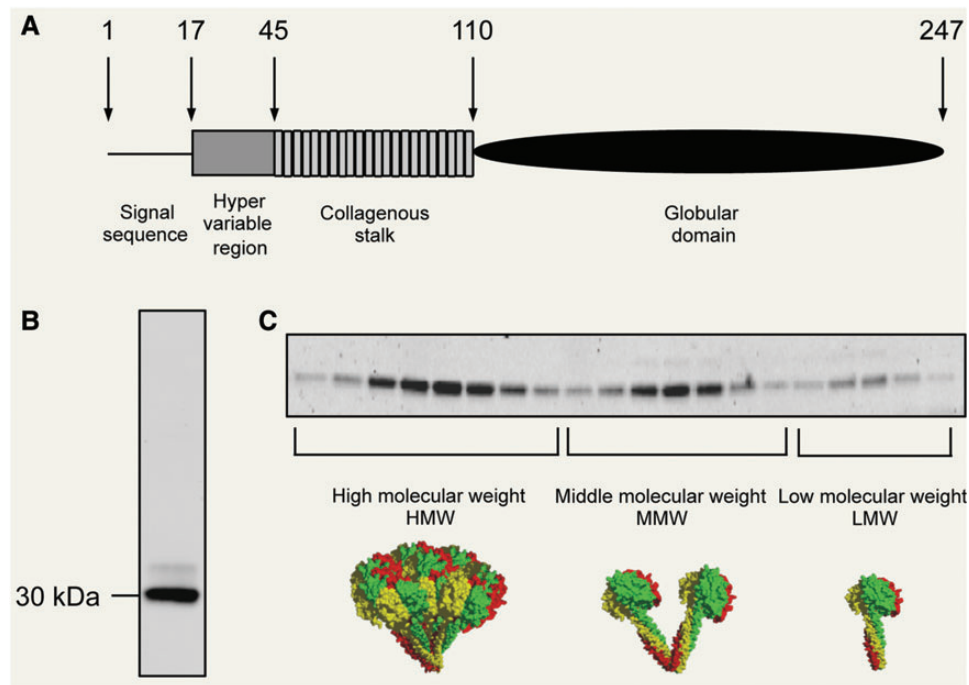 A
1 17 45 110 247
Signal
sequence
Hyper
variable
region
Collagenous
stalk
Globular
domain
B
30 kDa
C
High molecular weight
HMW
Middle molecular weight
MMW
Low molecular weight
LMW